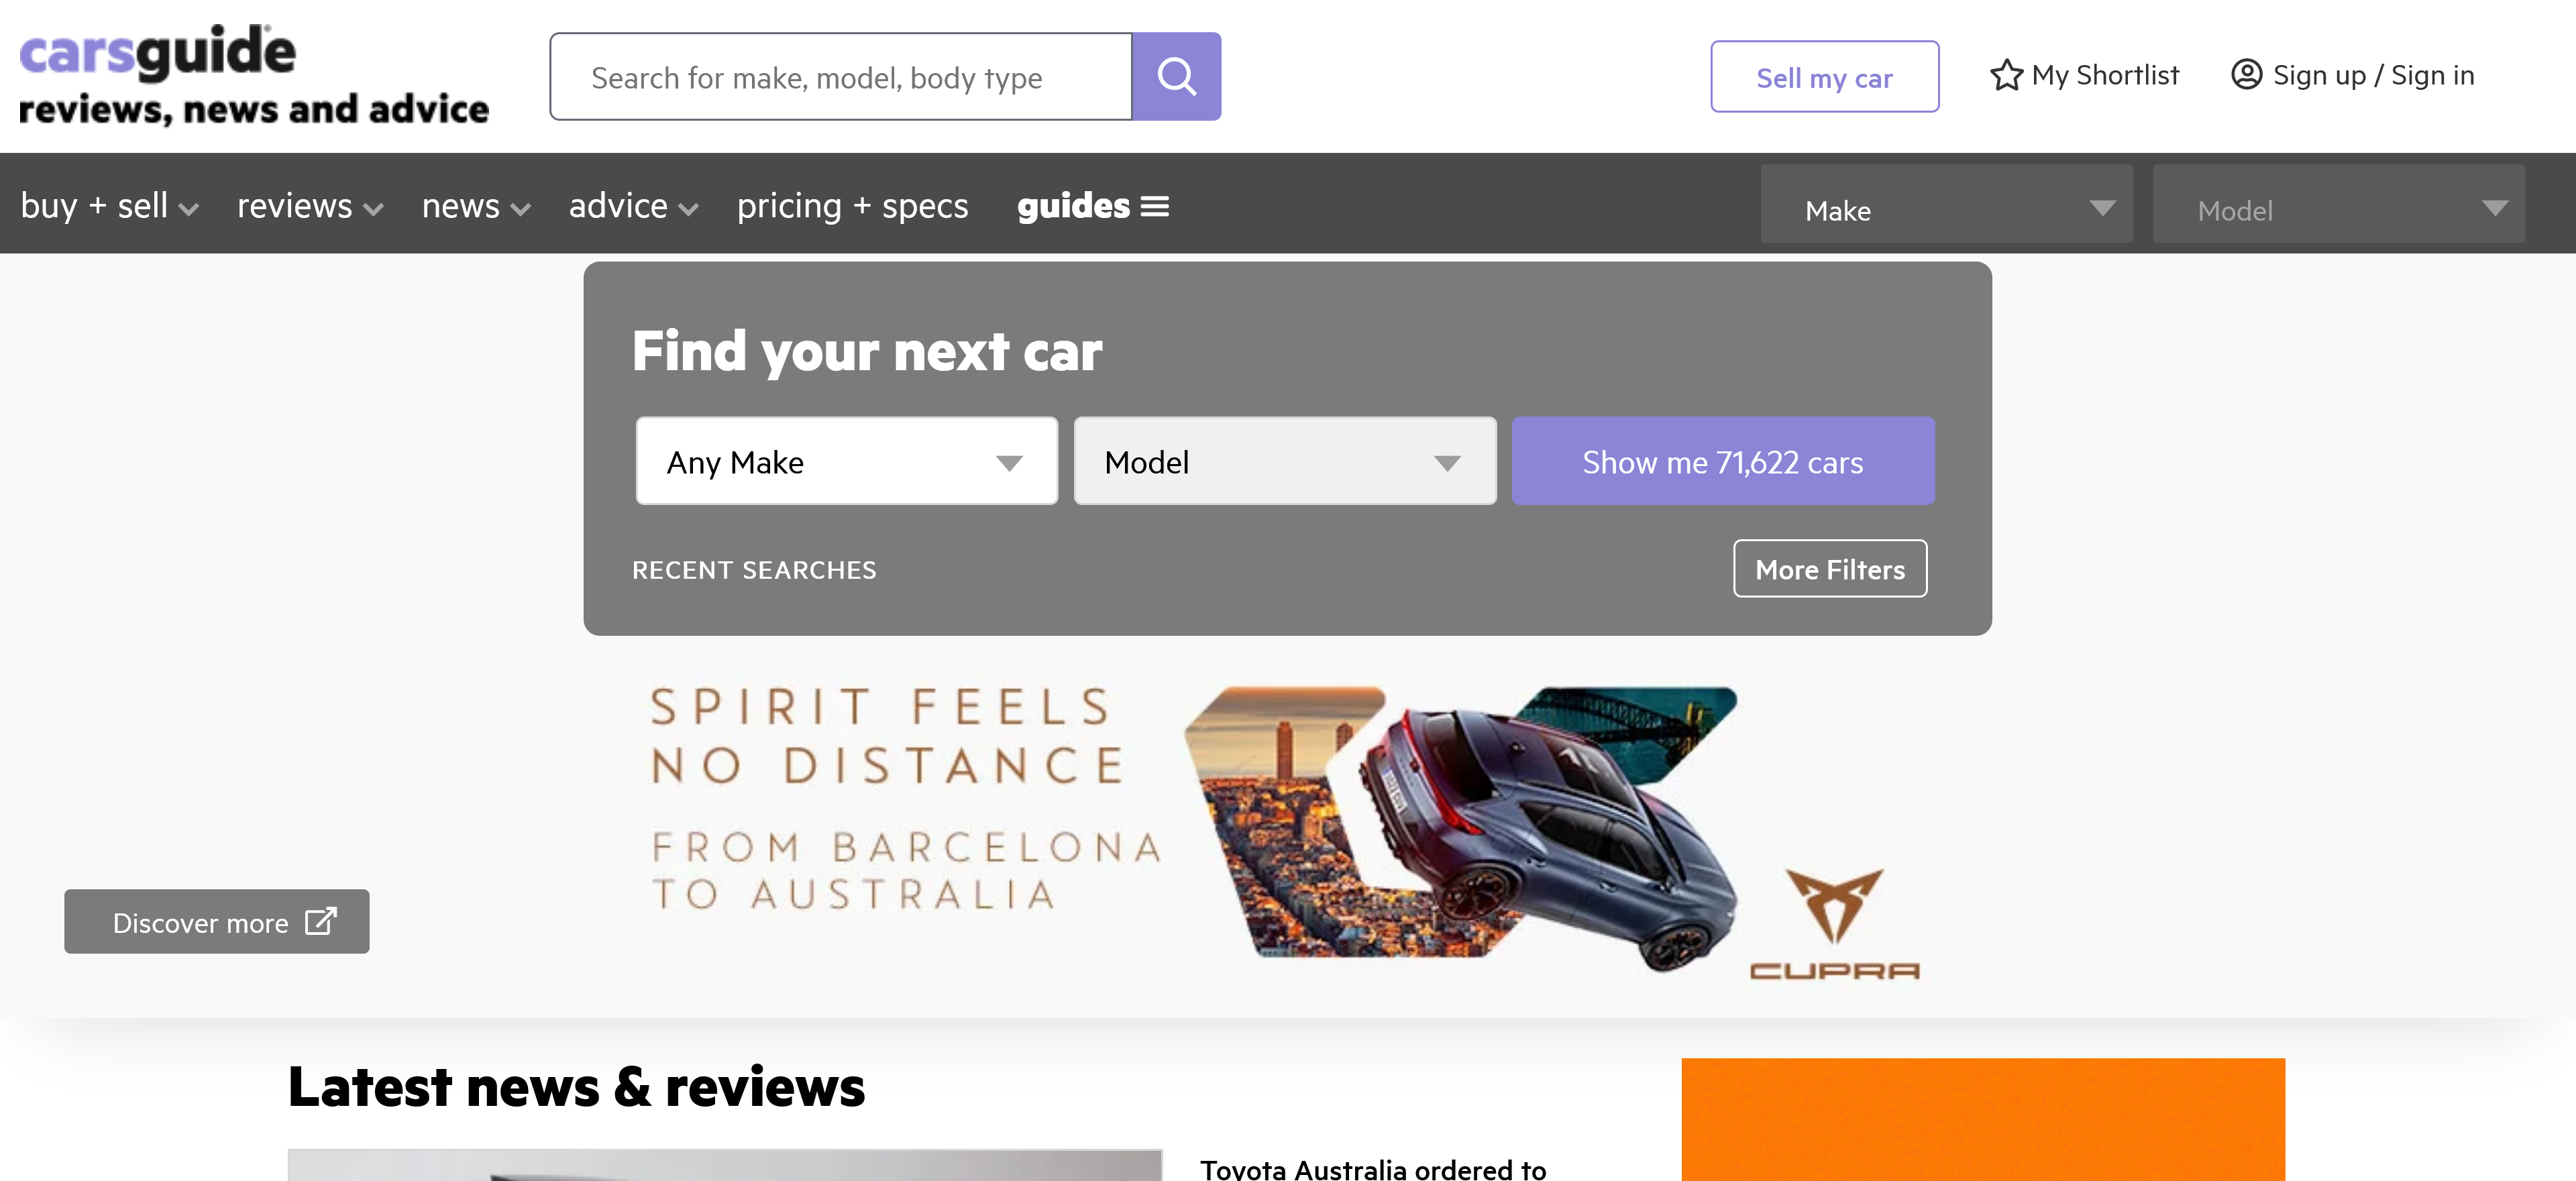 carsguide
reviews, news and advice
Search for make, model, body type
Sell my car
My Shortlist
Sign up / Sign in
buy + sell
reviews
news
advice
pricing + specs
guides
Make
Model
Find your next car
Any Make
Model
Show me 71,622 cars
RECENT SEARCHES
More Filters
SPIRIT FEELS
NO DISTANCE
FROM BARCELONA
TO AUSTRALIA
CUPRA
Discover more
Latest news & reviews
Toyota Australia ordered to